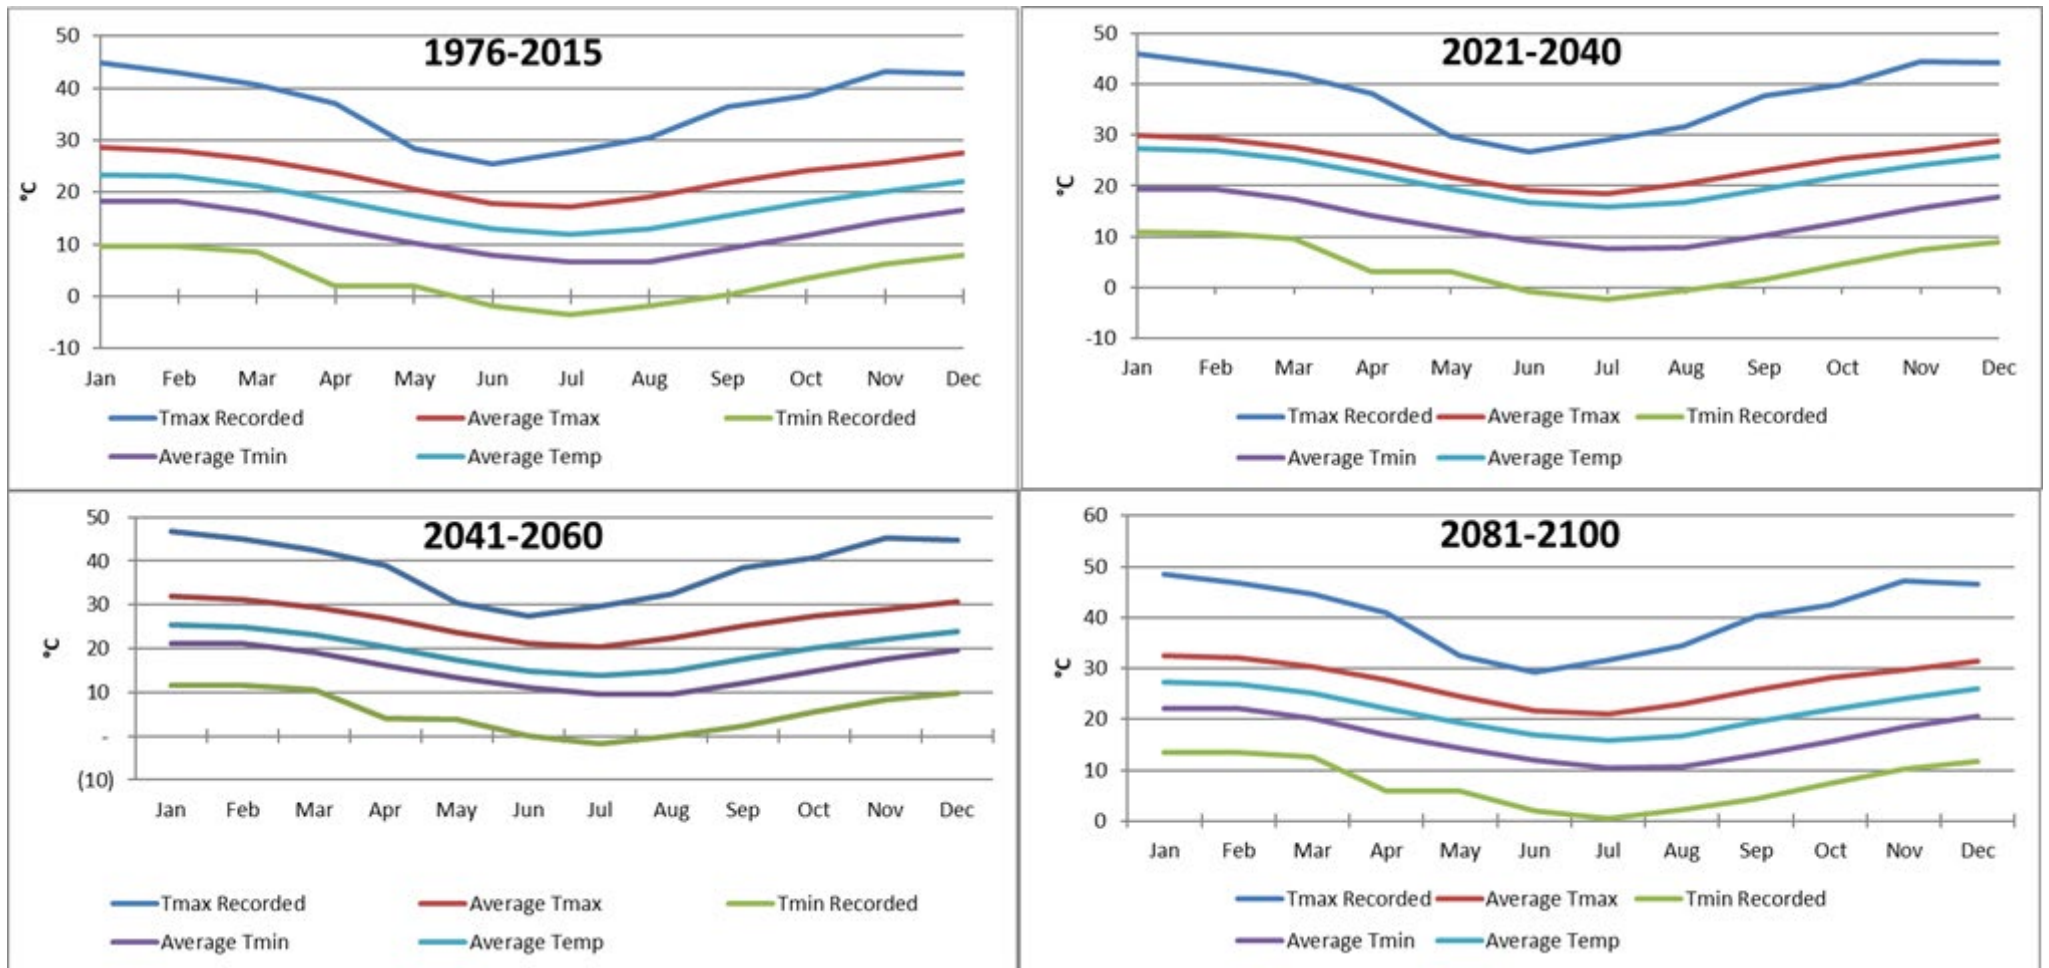 1976-2015
°C
50
40
30
20
10
0
-10
Jan Feb Mar Apr May Jun Jul Aug Sep Oct Nov Dec
Tmax Recorded Average Tmax Tmin Recorded
Average Tmin Average Temp
2021-2040
°C
50
40
30
20
10
0
-10
Jan Feb Mar Apr May Jun Jul Aug Sep Oct Nov Dec
Tmax Recorded Average Tmax Tmin Recorded
Average Tmin Average Temp
2041-2060
°C
50
40
30
20
10
-
(10)
Jan Feb Mar Apr May Jun Jul Aug Sep Oct Nov Dec
Tmax Recorded Average Tmax Tmin Recorded
Average Tmin Average Temp
2081-2100
°C
60
50
40
30
20
10
0
Jan Feb Mar Apr May Jun Jul Aug Sep Oct Nov Dec
Tmax Recorded Average Tmax Tmin Recorded
Average Tmin Average Temp